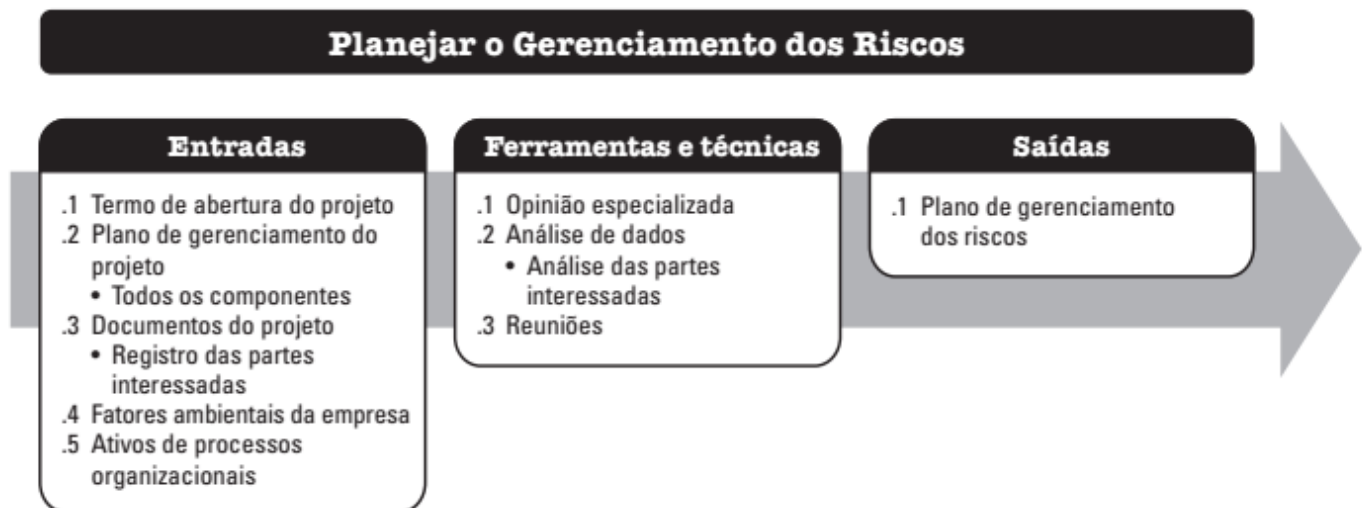 Planejar o Gerenciamento dos Riscos
Entradas
.1 Termo de abertura do projeto
.2 Plano de gerenciamento do
projeto
• Todos os componentes
.3 Documentos do projeto
• Registro das partes
interessadas
.4 Fatores ambientais da empresa
.5 Ativos de processos
organizacionais
Ferramentas e técnicas
.1 Opinião especializada
.2 Análise de dados
• Análise das partes
interessadas
.3 Reuniões
Saídas
.1 Plano de gerenciamento
dos riscos